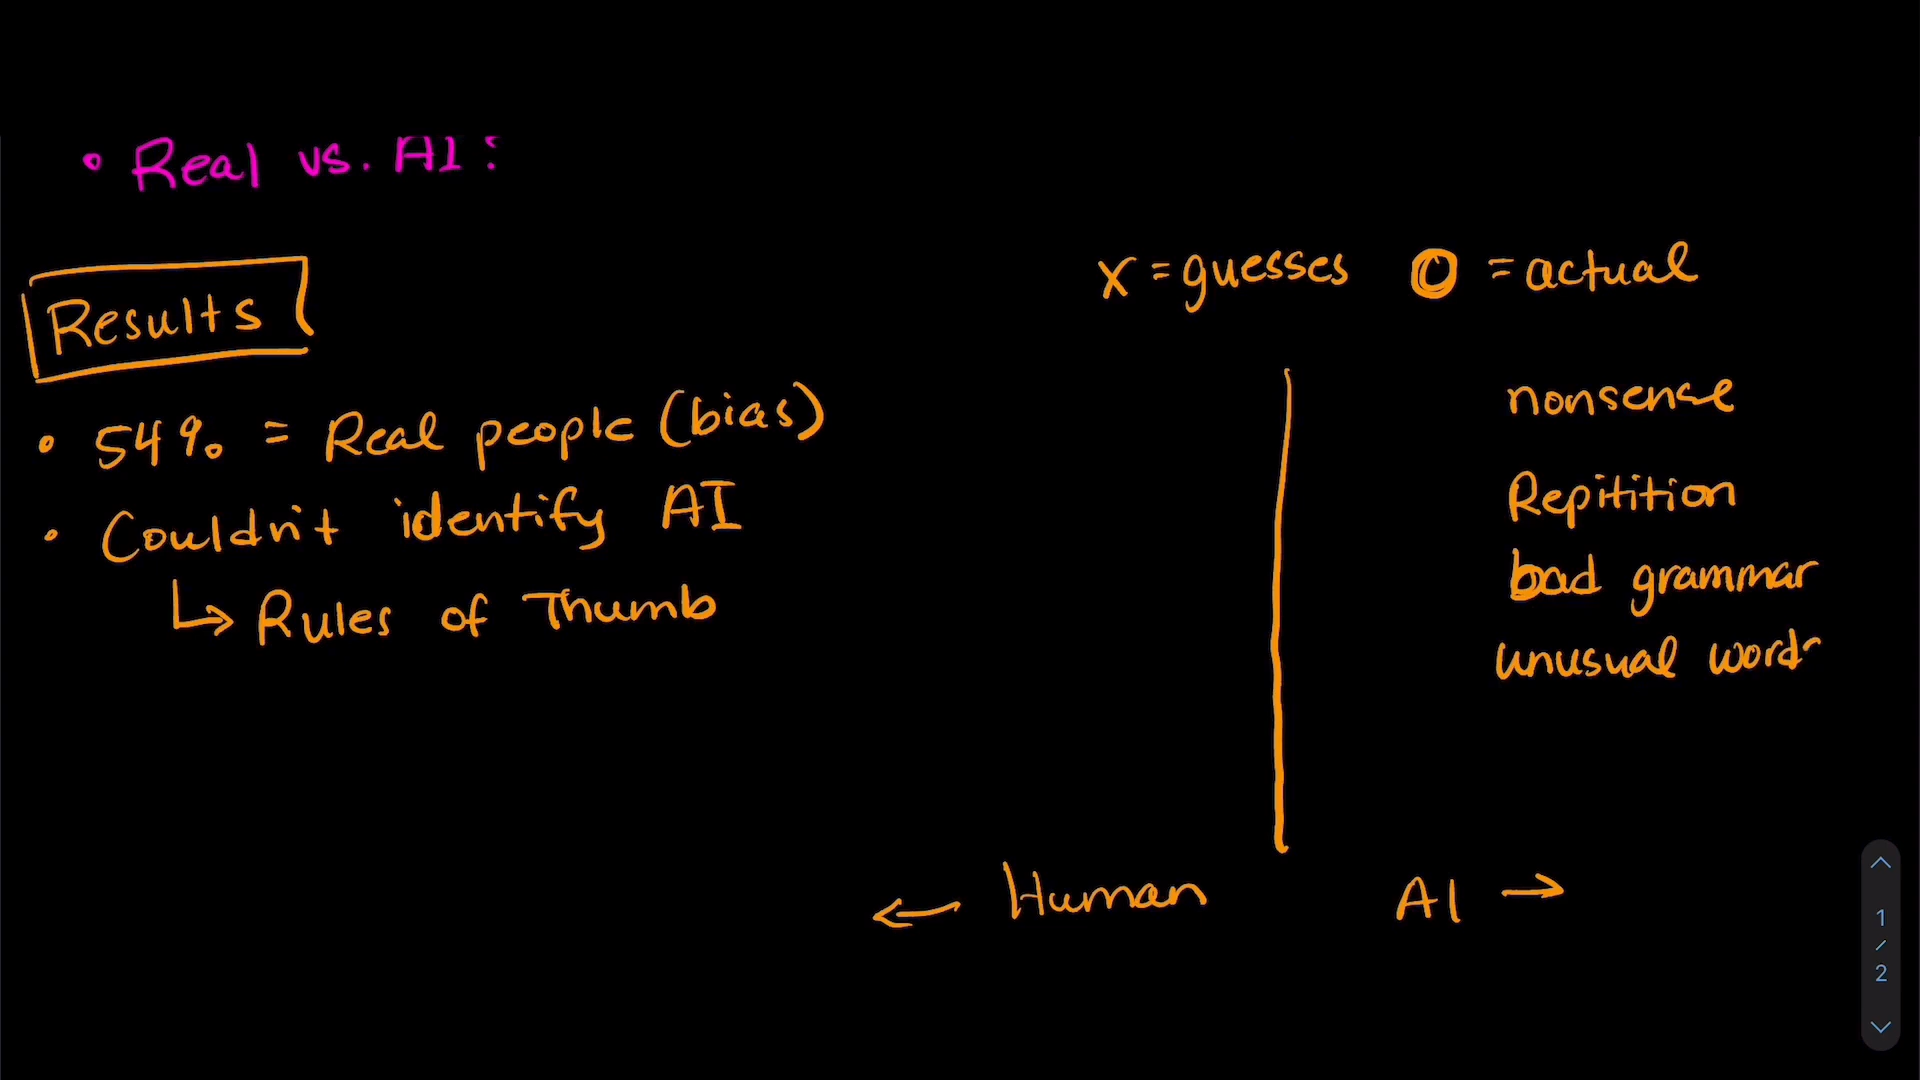 • Real vs. AI:
Results
• 54% = Real people (bias)
• Couldn't identify AI
↳ Rules of Thumb
x = guesses O = actual
nonsense
Repitition
bad grammar
unusual words
← Human AI →
1
/
2